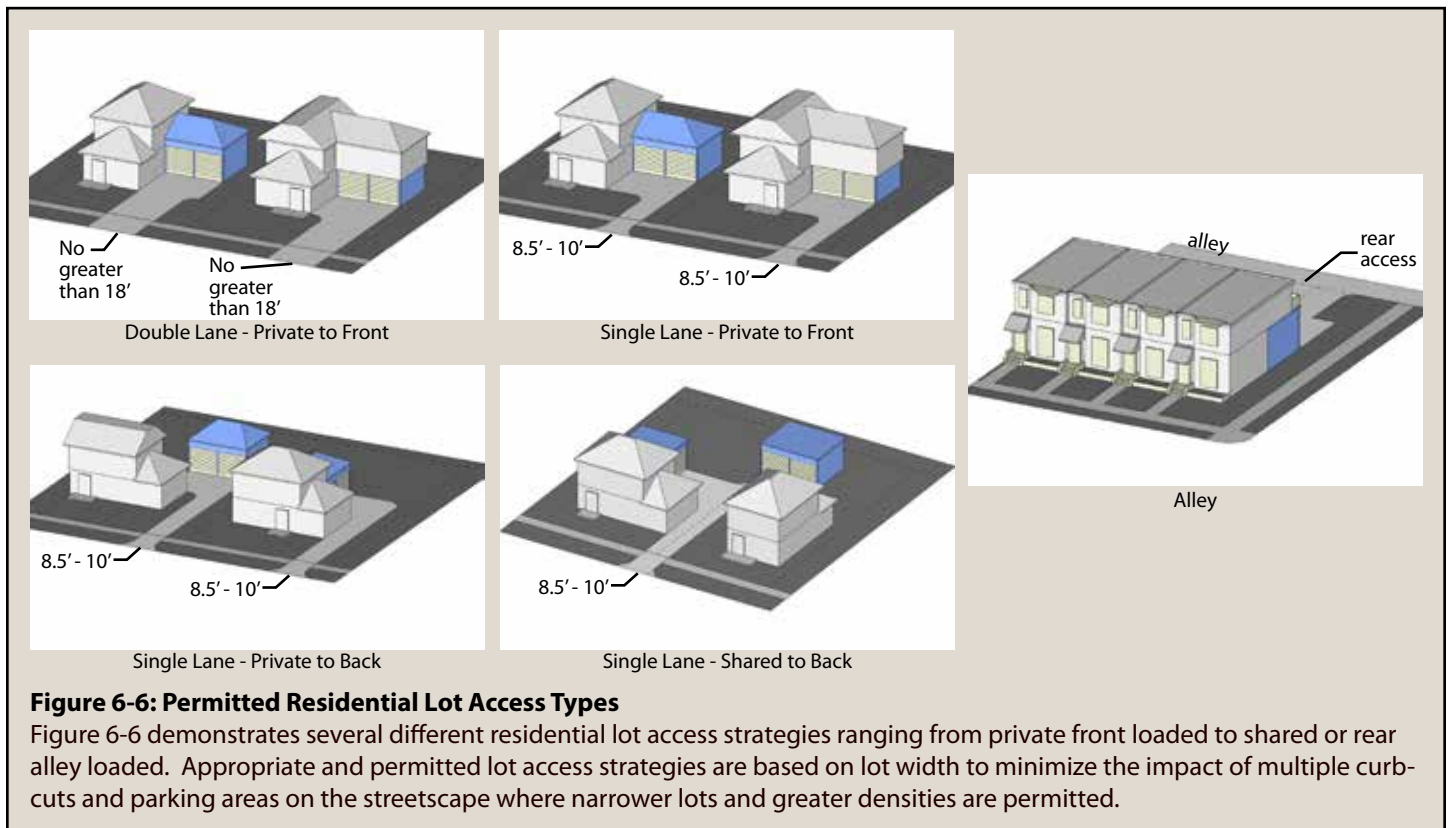 No
greater
than 18'
No
greater
than 18'
Double Lane - Private to Front
8.5' - 10'
8.5' - 10'
Single Lane - Private to Front
alley
rear
access
Alley
8.5' - 10'
8.5' - 10'
Single Lane - Private to Back
8.5' - 10'
Single Lane - Shared to Back
Figure 6-6: Permitted Residential Lot Access Types
Figure 6-6 demonstrates several different residential lot access strategies ranging from private front loaded to shared or rear
alley loaded.  Appropriate and permitted lot access strategies are based on lot width to minimize the impact of multiple curb-
cuts and parking areas on the streetscape where narrower lots and greater densities are permitted.